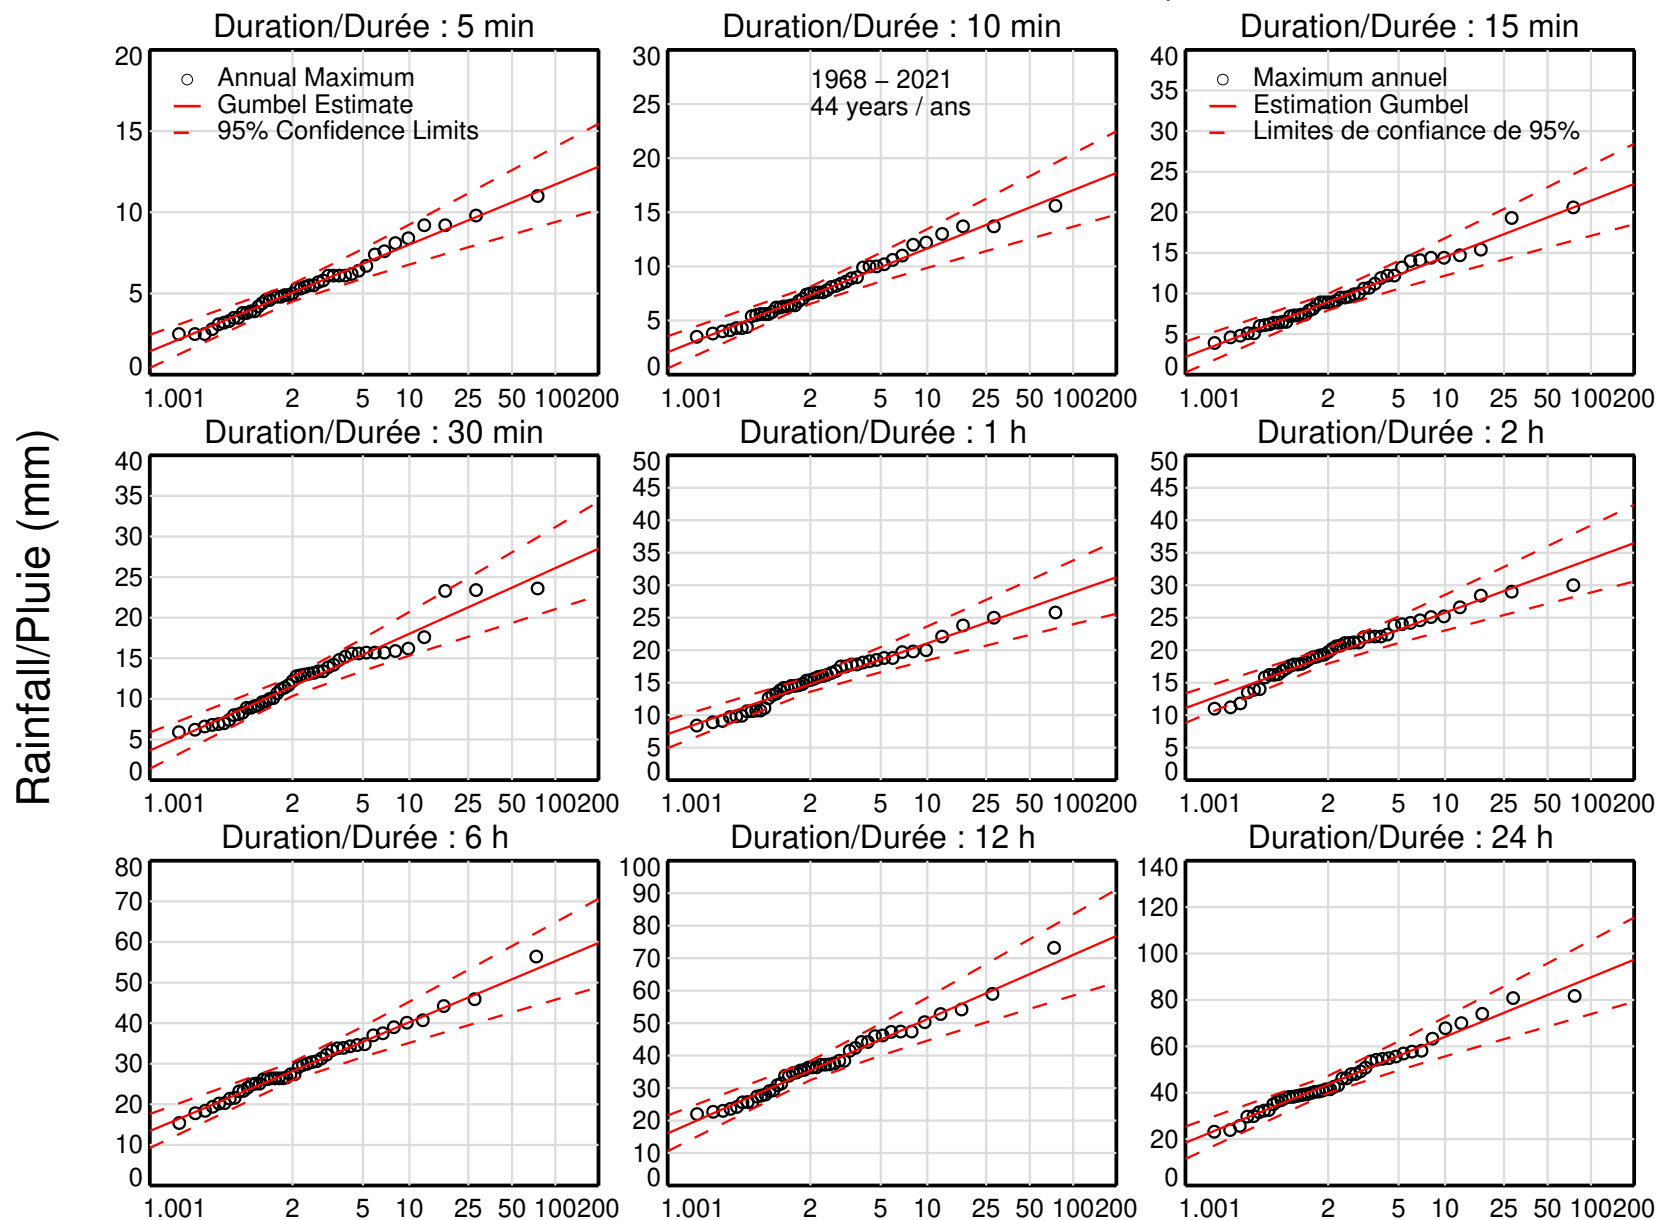 Duration/Durée : 5 min
20
15
10
5
0
○ Annual Maximum
Gumbel Estimate
95% Confidence Limits
1.001 2 5 10 25 50 100200
Duration/Durée : 10 min
30
25
20
15
10
5
0
1968 – 2021
44 years / ans
1.001 2 5 10 25 50 100200
Duration/Durée : 15 min
40
35
30
25
20
15
10
5
0
○ Maximum annuel
Estimation Gumbel
Limites de confiance de 95%
1.001 2 5 10 25 50 100200
Rainfall/Pluie (mm)
Duration/Durée : 30 min
40
35
30
25
20
15
10
5
0
1.001 2 5 10 25 50 100200
Duration/Durée : 1 h
50
45
40
35
30
25
20
15
10
5
0
1.001 2 5 10 25 50 100200
Duration/Durée : 2 h
50
45
40
35
30
25
20
15
10
5
0
1.001 2 5 10 25 50 100200
Duration/Durée : 6 h
80
70
60
50
40
30
20
10
0
1.001 2 5 10 25 50 100200
Duration/Durée : 12 h
100
90
80
70
60
50
40
30
20
10
0
1.001 2 5 10 25 50 100200
Duration/Durée : 24 h
140
120
100
80
60
40
20
0
1.001 2 5 10 25 50 100200